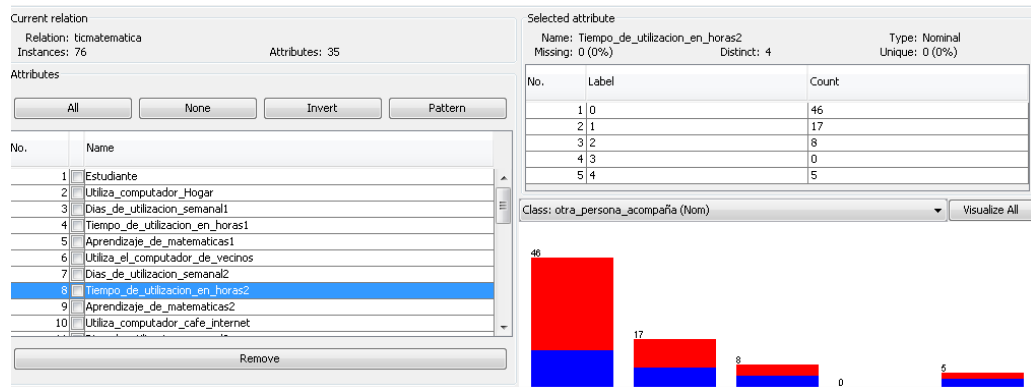 Current relation
Relation: ticmatematica
Instances: 76 Attributes: 35
Attributes
All None Invert Pattern
No. Name
1 Estudiante
2 Utiliza_computador_Hogar
3 Dias_de_utilizacion_semanal1
4 Tiempo_de_utilizacion_en_horas1
5 Aprendizaje_de_matematicas1
6 Utiliza_el_computador_de_vecinos
7 Dias_de_utilizacion_semanal2
8 Tiempo_de_utilizacion_en_horas2
9 Aprendizaje_de_matematicas2
10 Utiliza_computador_cafe_internet
Remove
Selected attribute
Name: Tiempo_de_utilizacion_en_horas2 Type: Nominal
Missing: 0 (0%) Distinct: 4 Unique: 0 (0%)
No. Label Count
1 0 46
2 1 17
3 2 8
4 3 0
5 4 5
Class: otra_persona_acompaña (Nom) Visualize All
46
17
8
0
5